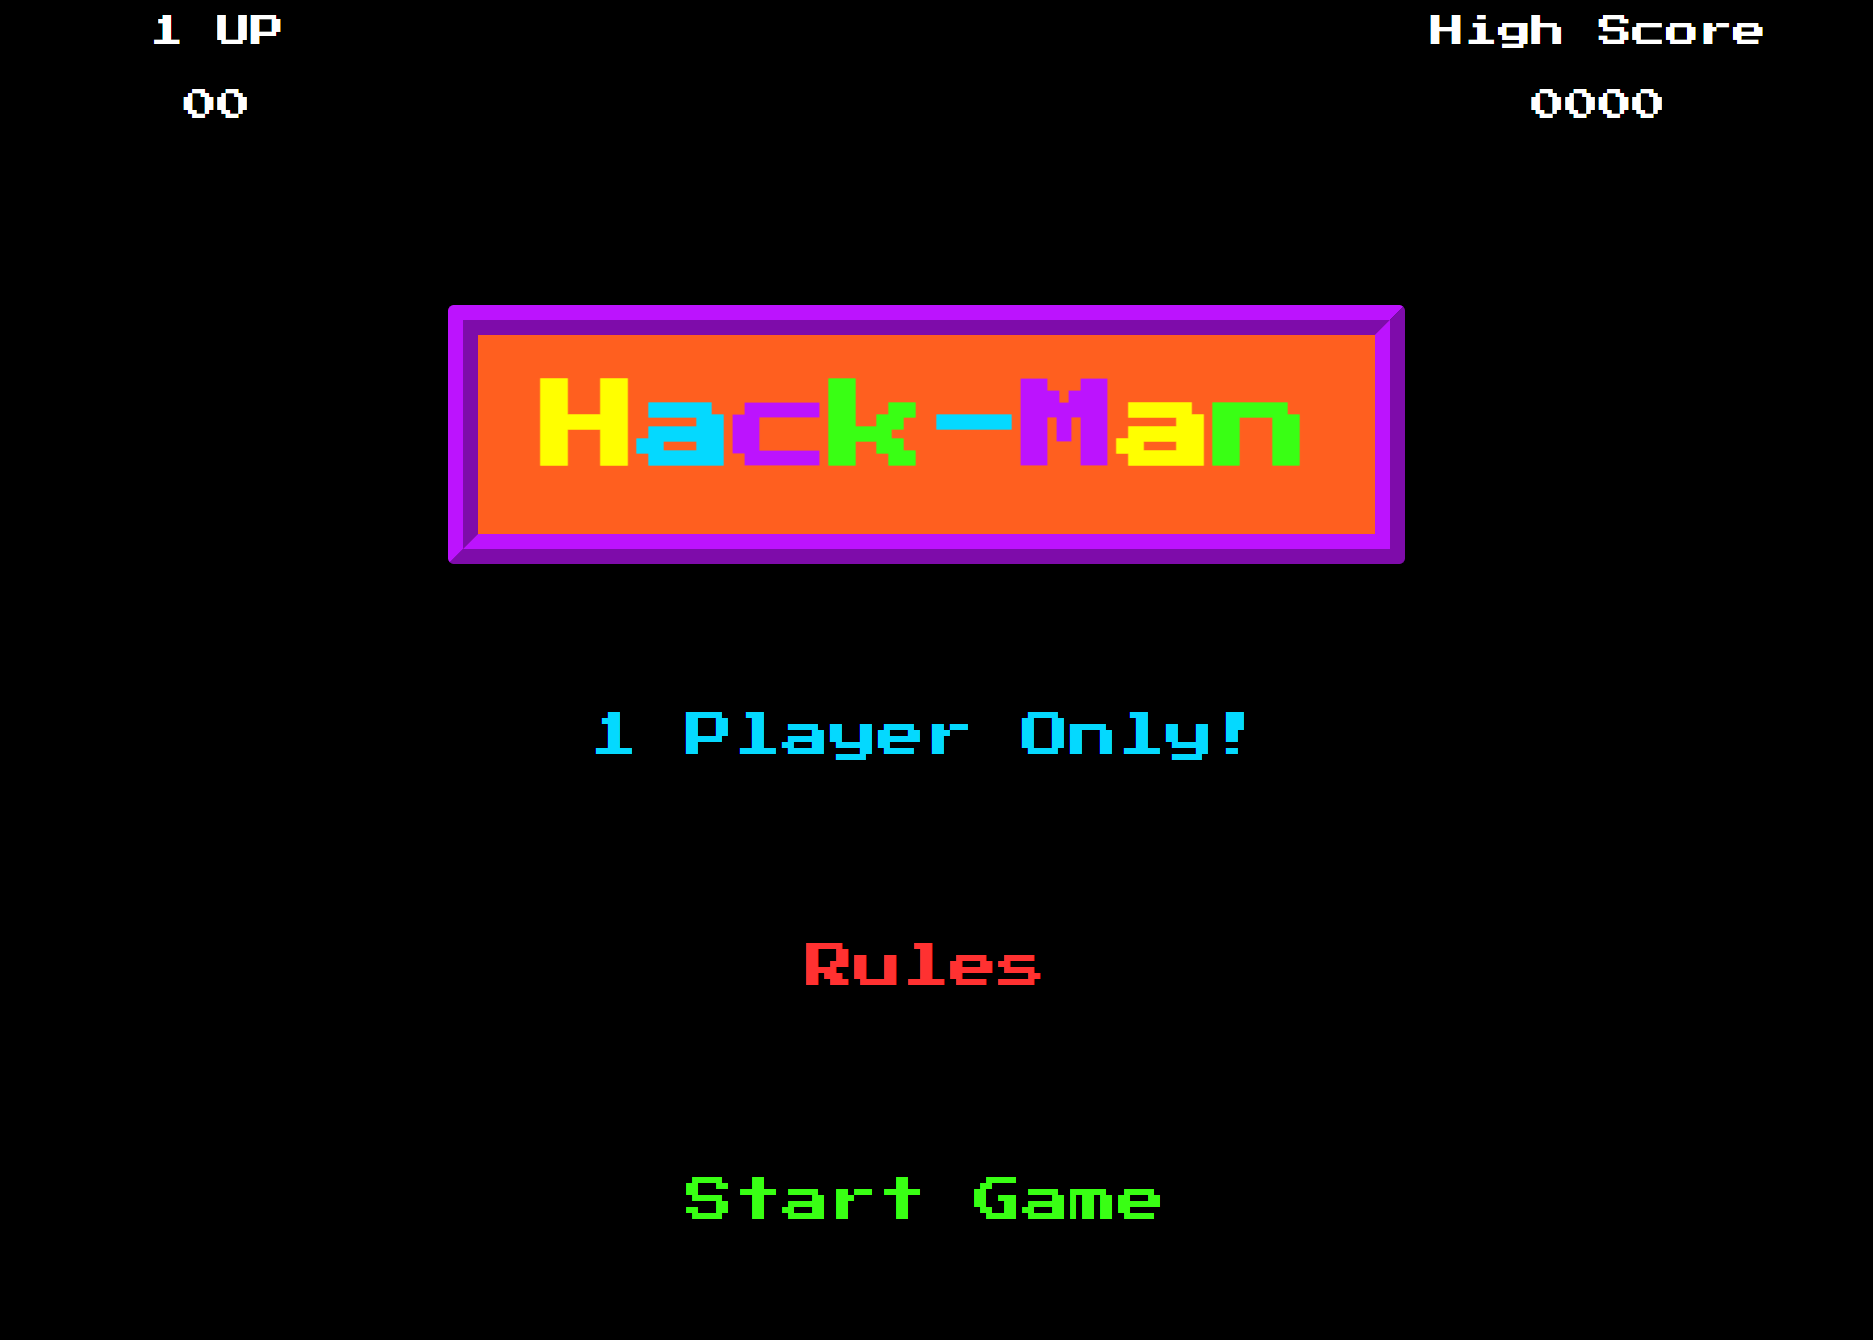 1 UP
High Score
00
0000
Hack-Man
1 Player Only!
Rules
Start Game